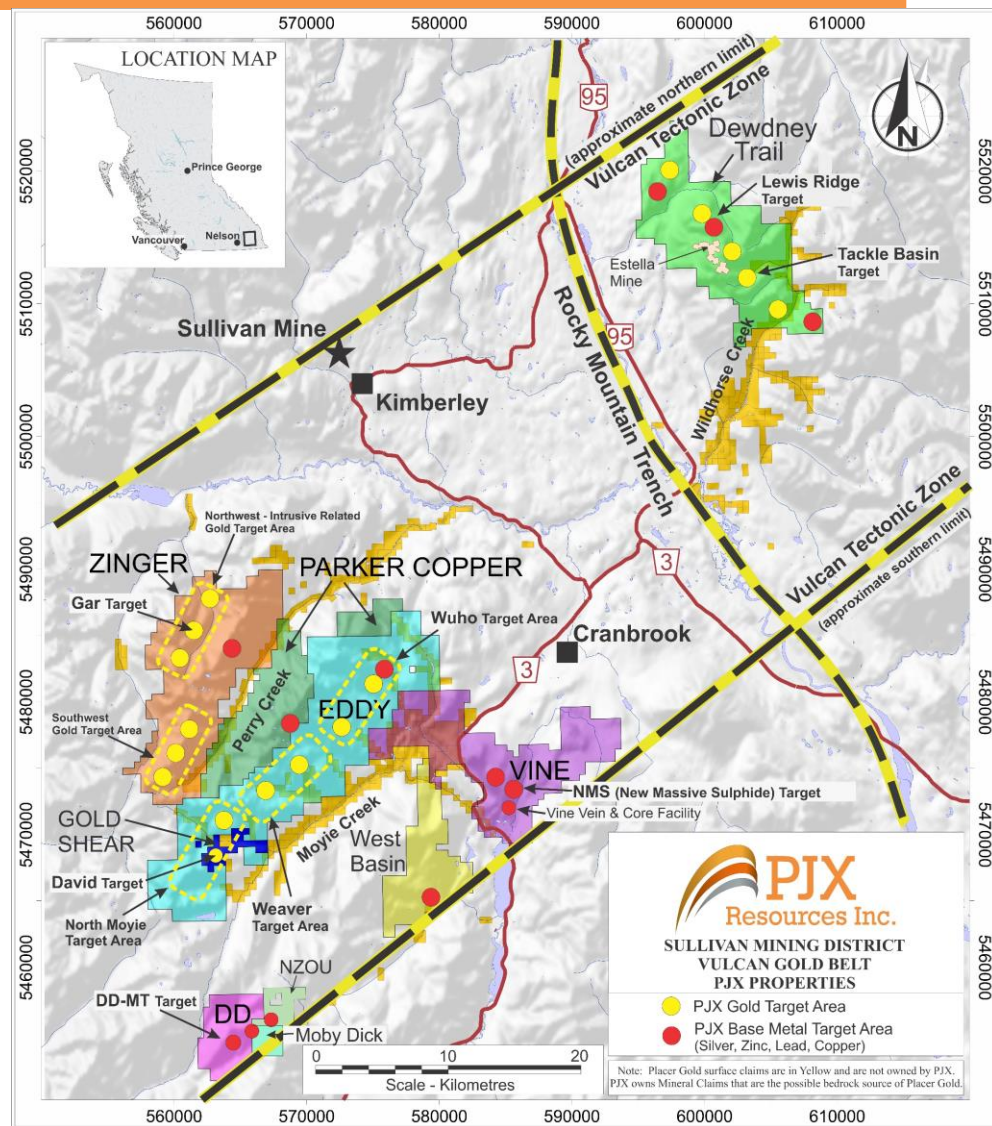 560000 570000 580000 590000 600000 610000
LOCATION MAP
Prince George
Vancouver
Nelson
95
(approximate northern limit)
Vulcan Tectonic Zone
N
Dewdney
Trail
Lewis Ridge
Target
Estella
Mine
Tackle Basin
Target
5520000
5510000
5500000
5490000
5480000
5470000
5460000
Sullivan Mine
Kimberley
95
Rocky Mountain Trench
Wildhorse Creek
Vulcan Tectonic Zone
(approximate southern limit)
Northwest - Intrusive Related
Gold Target Area
ZINGER
PARKER COPPER
Gar Target
Wuho Target Area
3
3
Cranbrook
Perry Creek
EDDY
Southwest
Gold Target Area
VINE
NMS (New Massive Sulphide) Target
Vine Vein & Core Facility
GOLD
SHEAR
Moyie Creek
West
Basin
David Target
North Moyie
Target Area
Weaver
Target Area
NZOU
DD-MT Target
DD
Moby Dick
0 10 20
Scale - Kilometres
PJX
Resources Inc.
SULLIVAN MINING DISTRICT
VULCAN GOLD BELT
PJX PROPERTIES
PJX Gold Target Area
PJX Base Metal Target Area
(Silver, Zinc, Lead, Copper)
Note: Placer Gold surface claims are in Yellow and are not owned by PJX.
PJX owns Mineral Claims that are the possible bedrock source of Placer Gold.
5520000
5510000
5500000
5490000
5480000
5470000
5460000
560000 570000 580000 590000 600000 610000